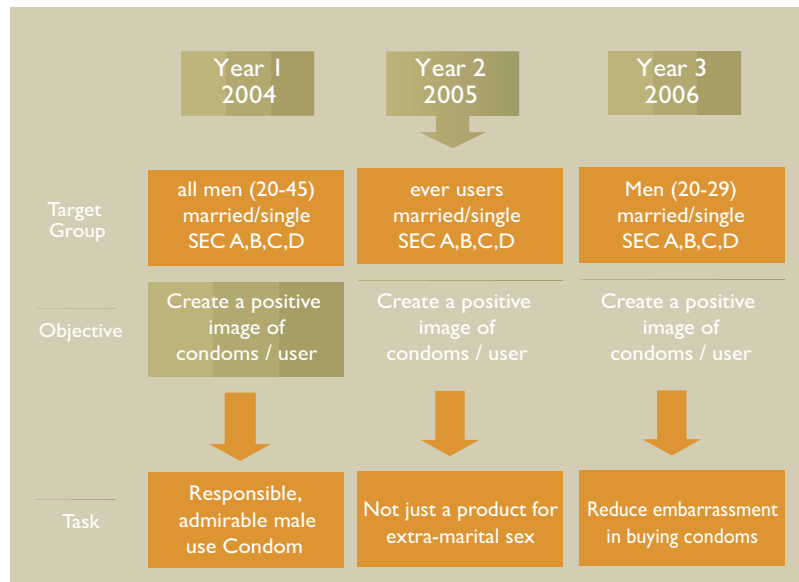 Year 1
2004
Year 2
2005
Year 3
2006
Target
Group
all men (20-45)
married/single
SEC A,B,C,D
ever users
married/single
SEC A,B,C,D
Men (20-29)
married/single
SEC A,B,C,D
Objective
Create a positive
image of
condoms / user
Create a positive
image of
condoms / user
Create a positive
image of
condoms / user
Task
Responsible,
admirable male
use Condom
Not just a product for
extra-marital sex
Reduce embarrassment
in buying condoms